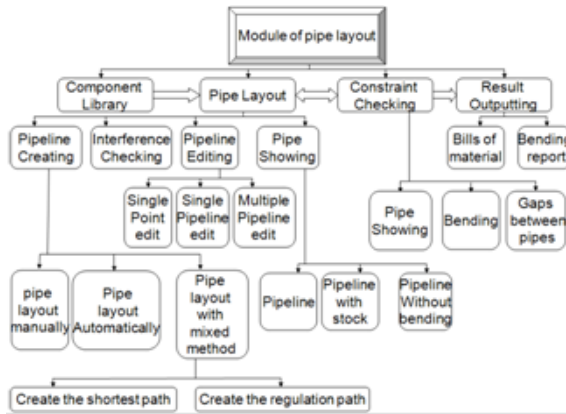 Module of pipe layout
Component
Library
Pipe Layout
Constraint
Checking
Result
Outputting
Pipeline
Creating
Interference
Checking
Pipeline
Editing
Pipe
Showing
Bills of
material
Bending
report
Single
Point
edit
Single
Pipeline
edit
Multiple
Pipeline
edit
Pipe
Showing
Bending
Gaps
between
pipes
pipe
layout
manually
Pipe
layout
Automatically
Pipe
layout
with
mixed
method
Pipeline
Pipeline
with
stock
Pipeline
Without
bending
Create the shortest path
Create the regulation path